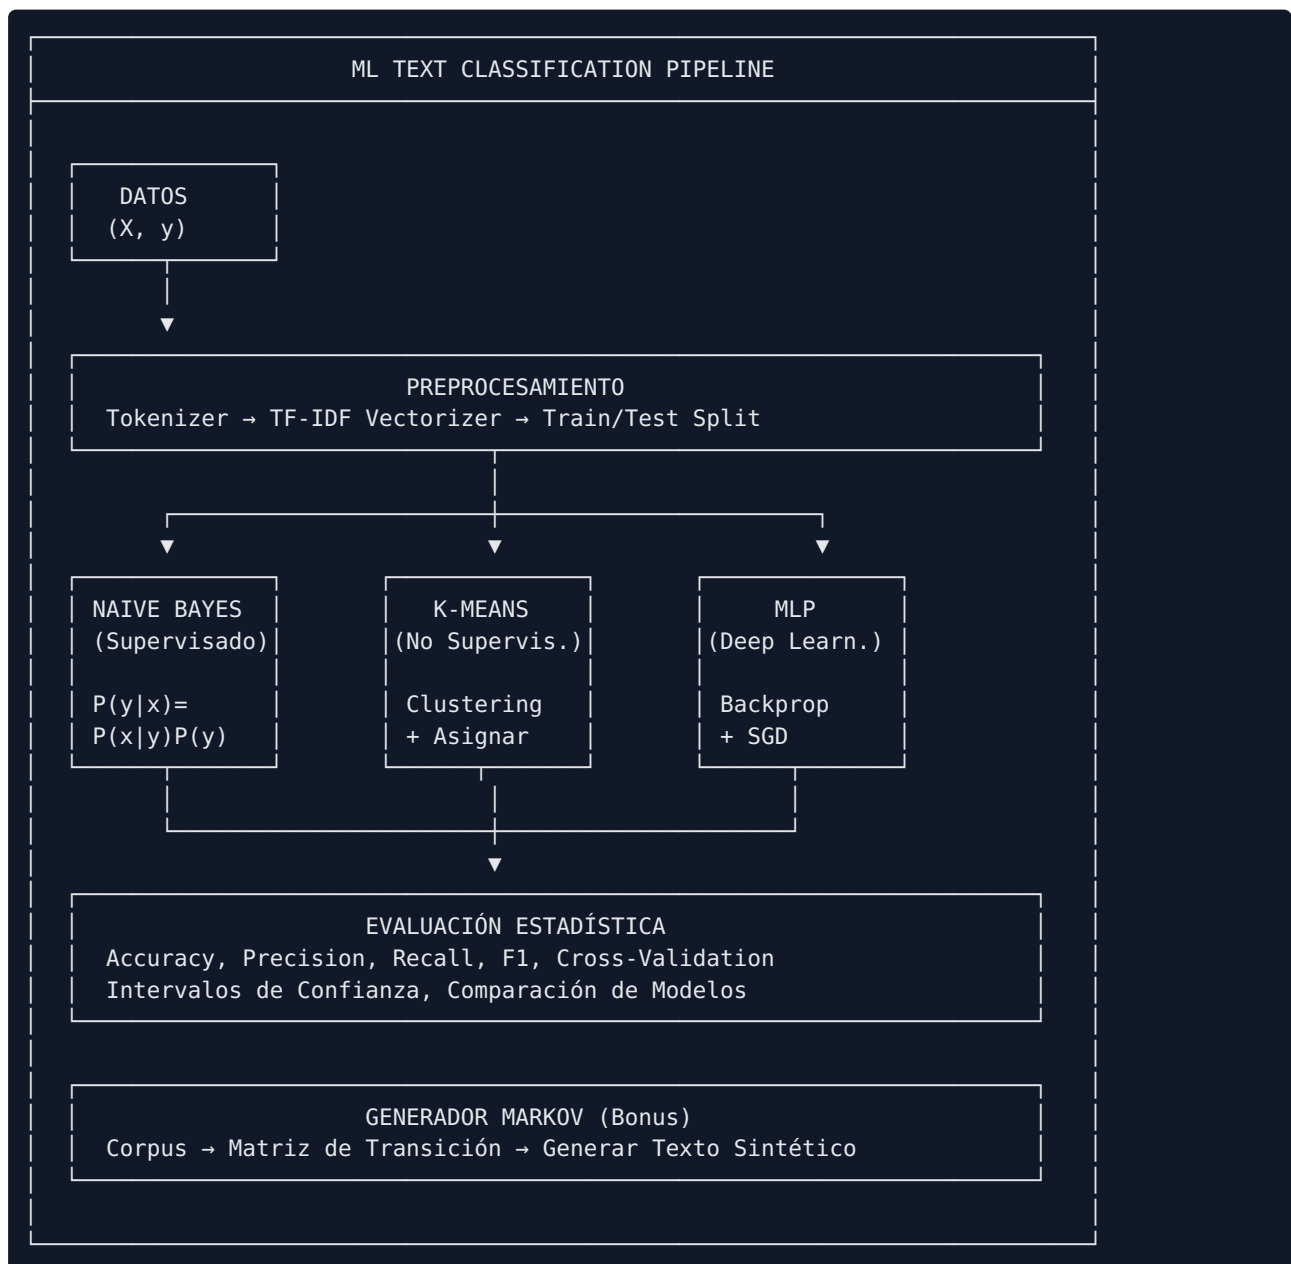 ML TEXT CLASSIFICATION PIPELINE
DATOS
(X, y)
PREPROCESAMIENTO
Tokenizer → TF-IDF Vectorizer → Train/Test Split
NAIVE BAYES
(Supervisado)
P(y|x)=
P(x|y)P(y)
K-MEANS
(No Supervis.)
Clustering
+ Asignar
MLP
(Deep Learn.)
Backprop
+ SGD
EVALUACIÓN ESTADÍSTICA
Accuracy, Precision, Recall, F1, Cross-Validation
Intervalos de Confianza, Comparación de Modelos
GENERADOR MARKOV (Bonus)
Corpus → Matriz de Transición → Generar Texto Sintético